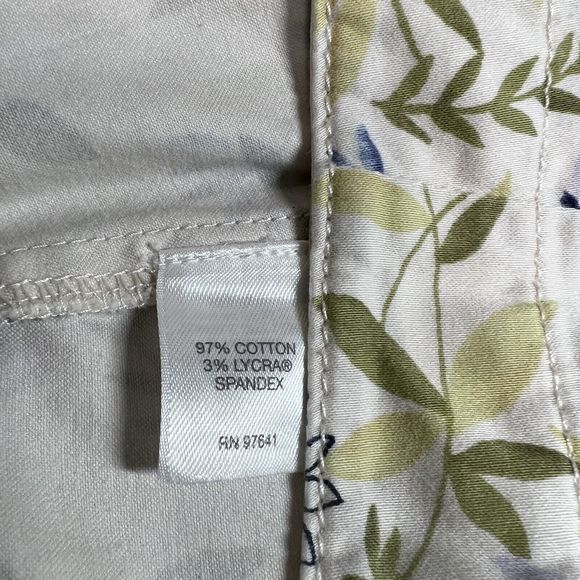 97% COTTON
3% LYCRA®
SPANDEX
RN 97641